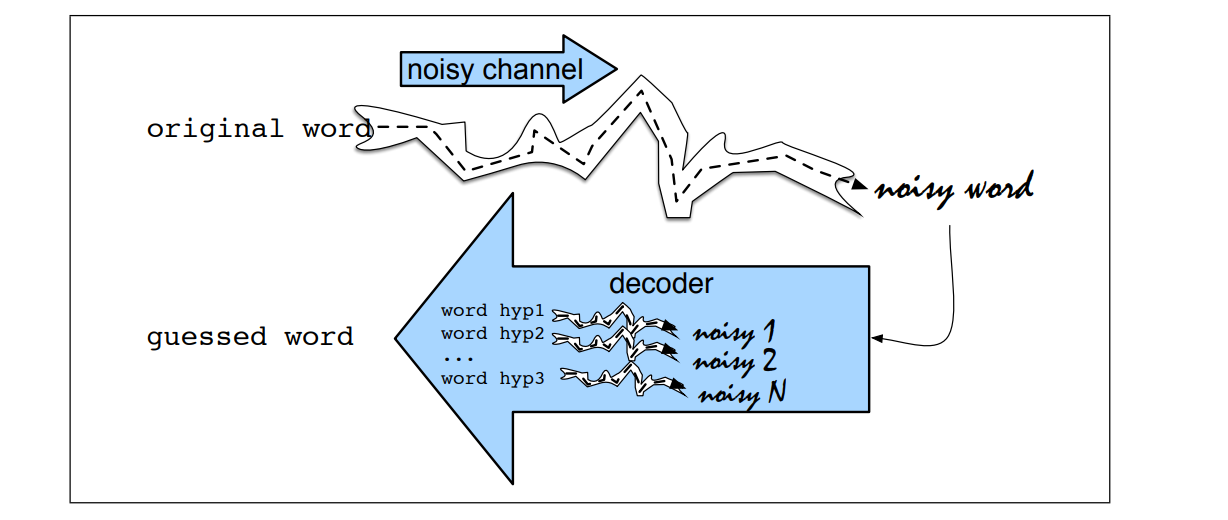 noisy channel
original word
noisy word
decoder
word hyp1
noisy 1
word hyp2
noisy 2
...
word hyp3
noisy N
guessed word